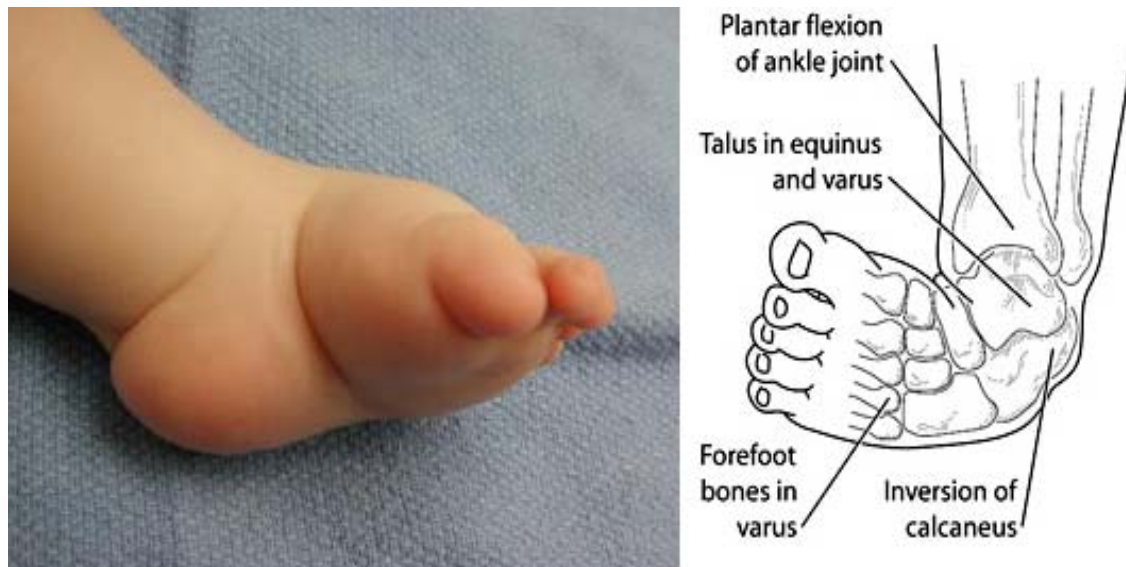 Plantar flexion
of ankle joint
Talus in equinus
and varus
Forefoot
bones in
varus
Inversion of
calcaneus